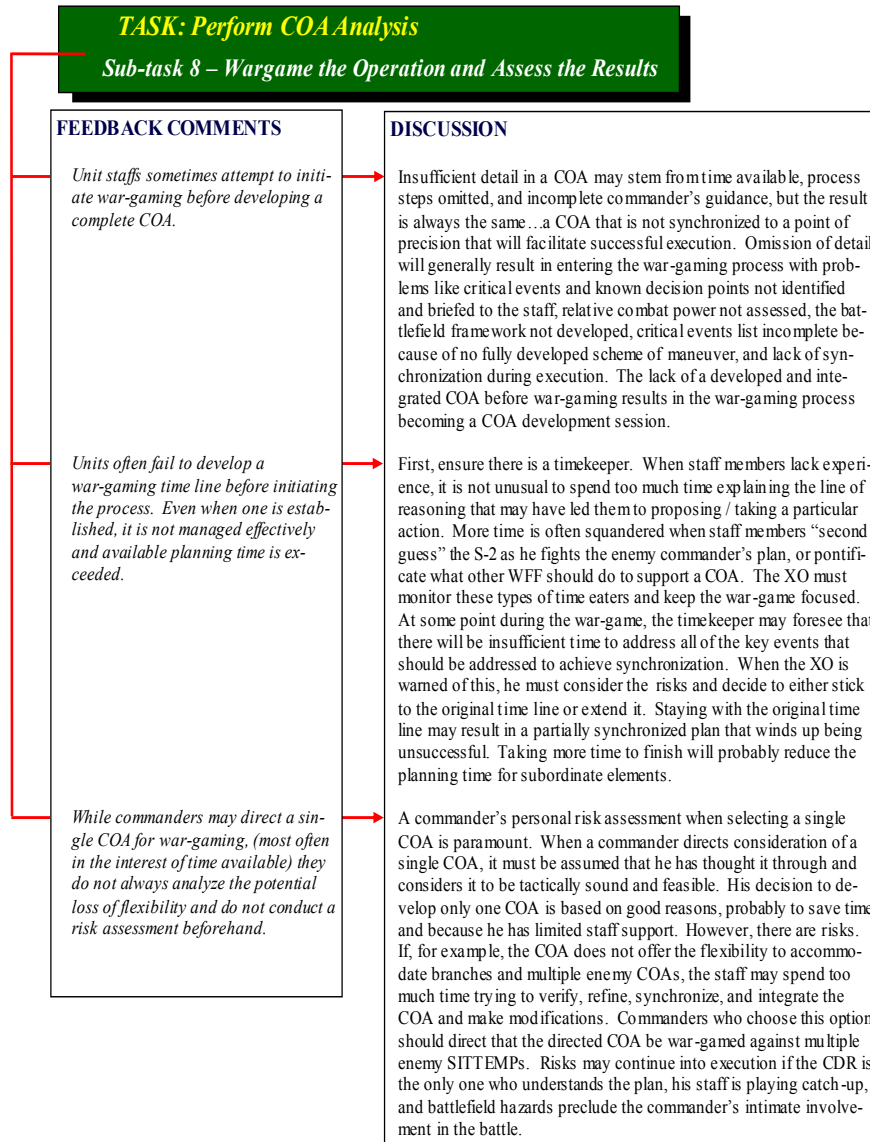 TASK: Perform COA Analysis
Sub-task 8 – Wargame the Operation and Assess the Results
FEEDBACK COMMENTS
Unit staffs sometimes attempt to initi-
ate war-gaming before developing a
complete COA.
Units often fail to develop a
war-gaming time line before initiating
the process. Even when one is estab-
lished, it is not managed effectively
and available planning time is ex-
ceeded.
While commanders may direct a sin-
gle COA for war-gaming, (most often
in the interest of time available) they
do not always analyze the potential
loss of flexibility and do not conduct a
risk assessment beforehand.
DISCUSSION
Insufficient detail in a COA may stem from time available, process
steps omitted, and incomplete commander's guidance, but the result
is always the same…a COA that is not synchronized to a point of
precision that will facilitate successful execution. Omission of detail
will generally result in entering the war-gaming process with prob-
lems like critical events and known decision points not identified
and briefed to the staff, relative combat power not assessed, the bat-
tlefield framework not developed, critical events list incomplete be-
cause of no fully developed scheme of maneuver, and lack of syn-
chronization during execution. The lack of a developed and inte-
grated COA before war-gaming results in the war-gaming process
becoming a COA development session.
First, ensure there is a timekeeper. When staff members lack experi-
ence, it is not unusual to spend too much time explaining the line of
reasoning that may have led them to proposing / taking a particular
action. More time is often squandered when staff members "second
guess" the S-2 as he fights the enemy commander's plan, or pontifi-
cate what other WFF should do to support a COA. The XO must
monitor these types of time eaters and keep the war-game focused.
At some point during the war-game, the timekeeper may foresee that
there will be insufficient time to address all of the key events that
should be addressed to achieve synchronization. When the XO is
warned of this, he must consider the risks and decide to either stick
to the original time line or extend it. Staying with the original time
line may result in a partially synchronized plan that winds up being
unsuccessful. Taking more time to finish will probably reduce the
planning time for subordinate elements.
A commander's personal risk assessment when selecting a single
COA is paramount. When a commander directs consideration of a
single COA, it must be assumed that he has thought it through and
considers it to be tactically sound and feasible. His decision to de-
velop only one COA is based on good reasons, probably to save time
and because he has limited staff support. However, there are risks.
If, for example, the COA does not offer the flexibility to accommo-
date branches and multiple enemy COAs, the staff may spend too
much time trying to verify, refine, synchronize, and integrate the
COA and make modifications. Commanders who choose this option
should direct that the directed COA be war-gamed against multiple
enemy SITTEMPs. Risks may continue into execution if the CDR is
the only one who understands the plan, his staff is playing catch-up,
and battlefield hazards preclude the commander's intimate involve-
ment in the battle.